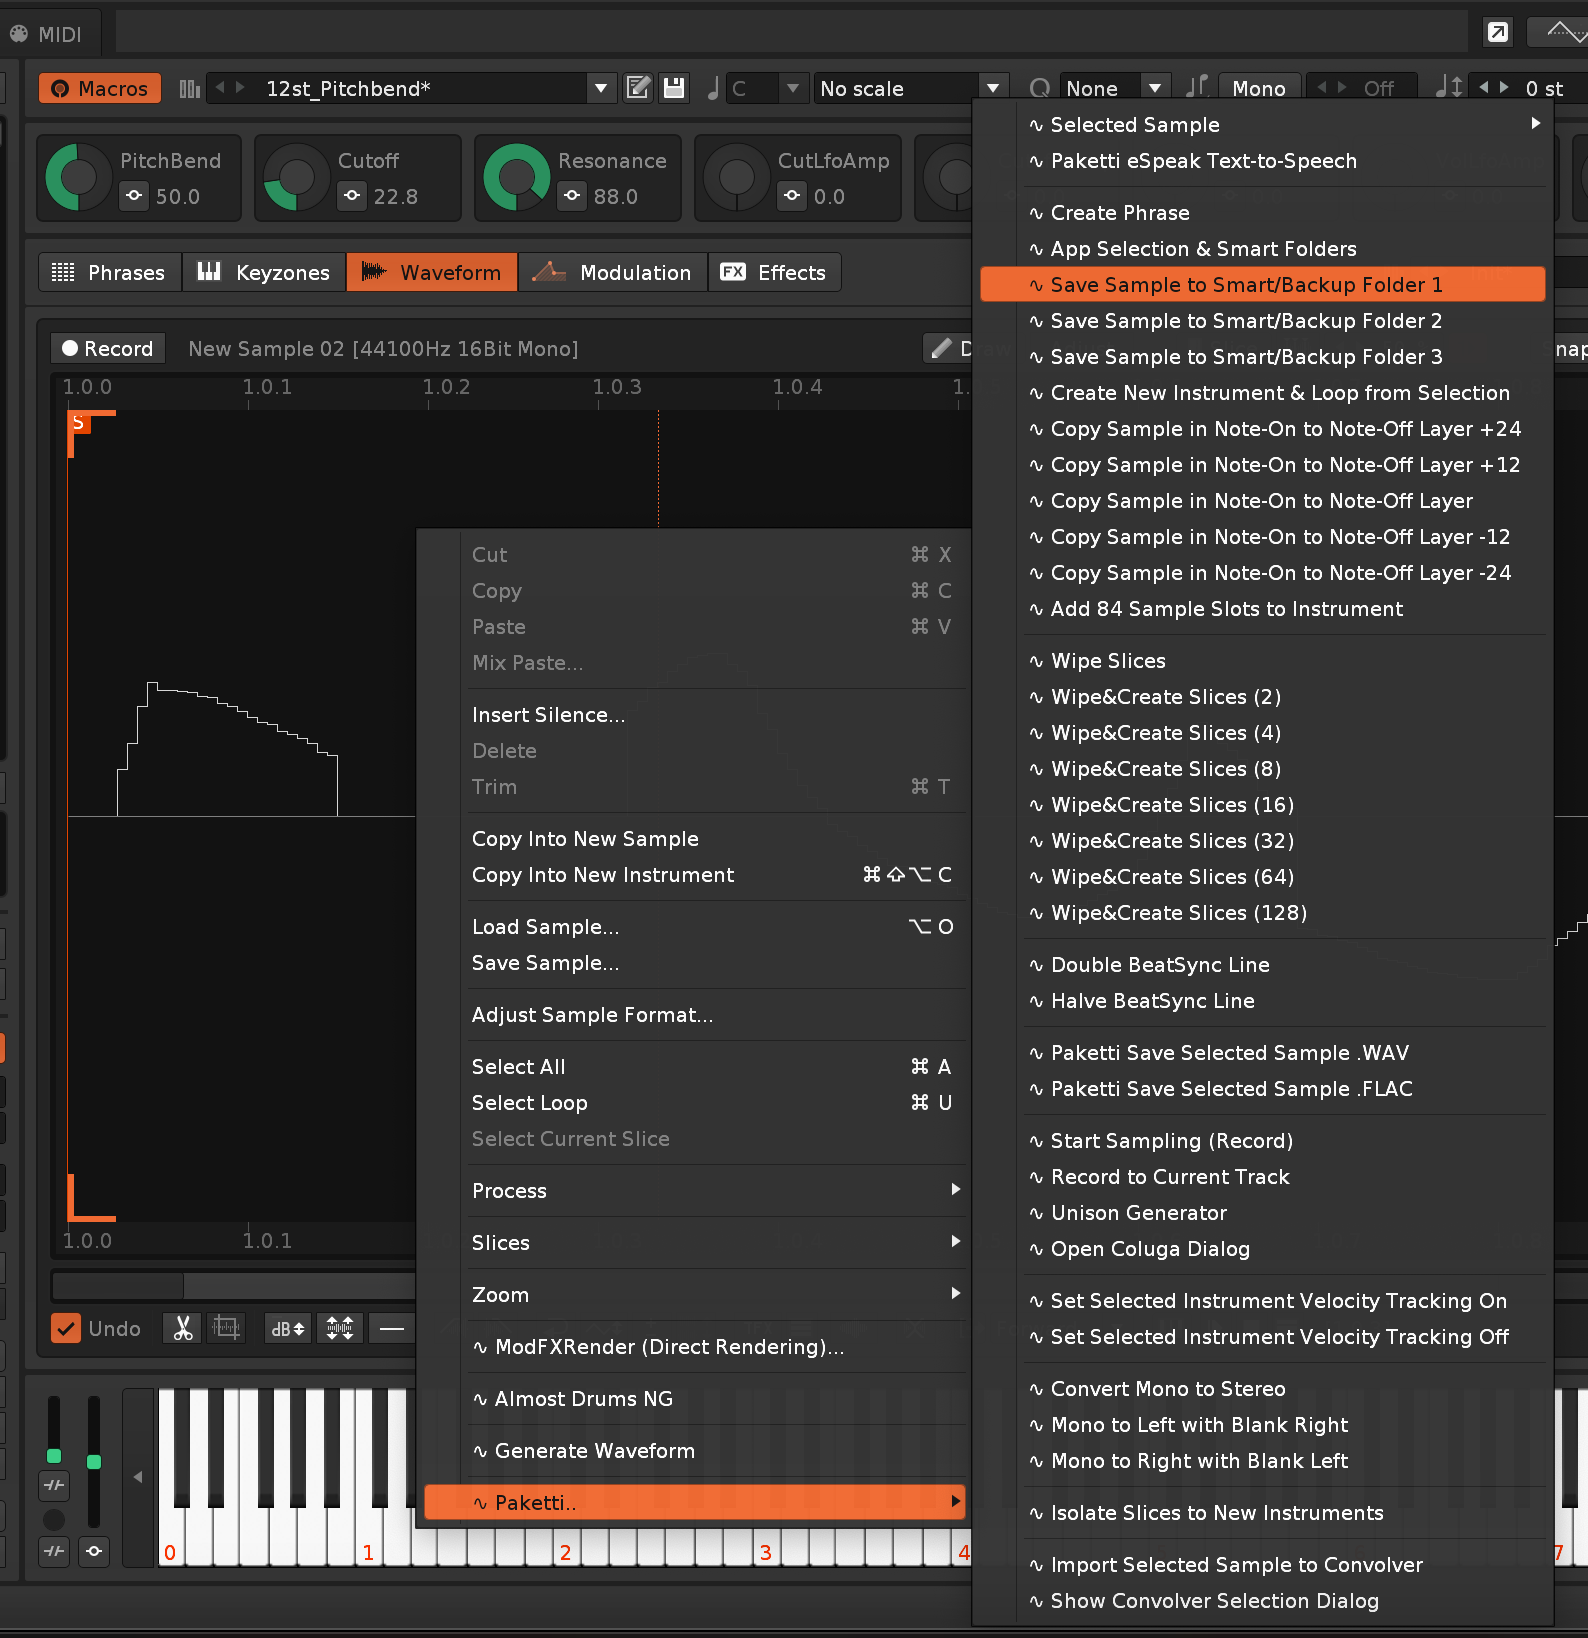 MIDI
Macros
12st_Pitchbend*
C
No scale
None
Mono
Off
0 st
PitchBend
50.0
Cutoff
22.8
Resonance
88.0
CutLfoAmp
0.0
Phrases
Keyzones
Waveform
Modulation
FX Effects
Record
New Sample 02 [44100Hz 16Bit Mono]
Draw
Snap
1.0.0
1.0.1
1.0.2
1.0.3
1.0.4
S
Cut ⌘ X
Copy ⌘ C
Paste ⌘ V
Mix Paste...
Insert Silence...
Delete
Trim ⌘ T
Copy Into New Sample
Copy Into New Instrument ⌘⇧⌥ C
Load Sample... ⌥ O
Save Sample...
Adjust Sample Format...
Select All ⌘ A
Select Loop ⌘ U
Select Current Slice
Process
Slices
Zoom
∿ ModFXRender (Direct Rendering)...
∿ Almost Drums NG
∿ Generate Waveform
∿ Paketti..
∿ Selected Sample
∿ Paketti eSpeak Text-to-Speech
∿ Create Phrase
∿ App Selection & Smart Folders
∿ Save Sample to Smart/Backup Folder 1
∿ Save Sample to Smart/Backup Folder 2
∿ Save Sample to Smart/Backup Folder 3
∿ Create New Instrument & Loop from Selection
∿ Copy Sample in Note-On to Note-Off Layer +24
∿ Copy Sample in Note-On to Note-Off Layer +12
∿ Copy Sample in Note-On to Note-Off Layer
∿ Copy Sample in Note-On to Note-Off Layer -12
∿ Copy Sample in Note-On to Note-Off Layer -24
∿ Add 84 Sample Slots to Instrument
∿ Wipe Slices
∿ Wipe&Create Slices (2)
∿ Wipe&Create Slices (4)
∿ Wipe&Create Slices (8)
∿ Wipe&Create Slices (16)
∿ Wipe&Create Slices (32)
∿ Wipe&Create Slices (64)
∿ Wipe&Create Slices (128)
∿ Double BeatSync Line
∿ Halve BeatSync Line
∿ Paketti Save Selected Sample .WAV
∿ Paketti Save Selected Sample .FLAC
∿ Start Sampling (Record)
∿ Record to Current Track
∿ Unison Generator
∿ Open Coluga Dialog
∿ Set Selected Instrument Velocity Tracking On
∿ Set Selected Instrument Velocity Tracking Off
∿ Convert Mono to Stereo
∿ Mono to Left with Blank Right
∿ Mono to Right with Blank Left
∿ Isolate Slices to New Instruments
∿ Import Selected Sample to Convolver
∿ Show Convolver Selection Dialog
1.0.0
1.0.1
Undo
dB
0
1
2
3
4
7